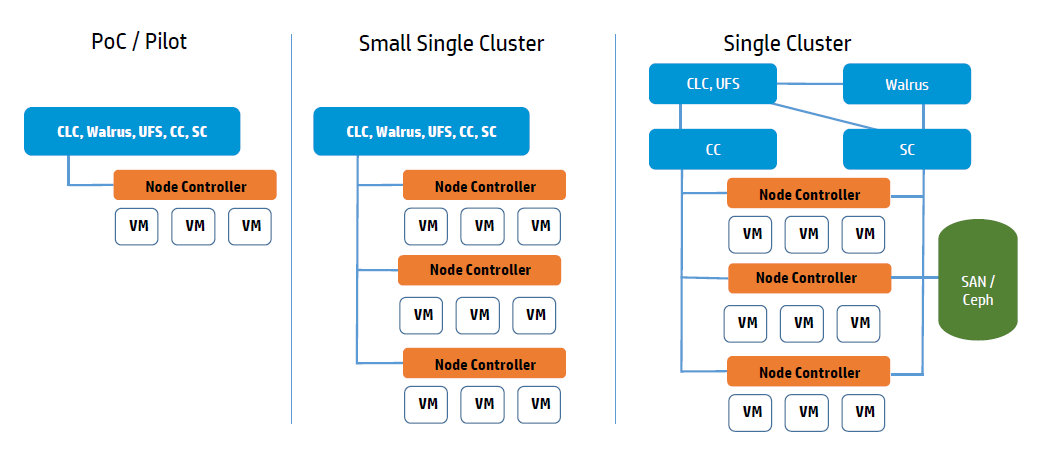 PoC / Pilot
CLC, Walrus, UFS, CC, SC
Node Controller
VM VM VM
Small Single Cluster
CLC, Walrus, UFS, CC, SC
Node Controller
VM VM VM
Node Controller
VM VM VM
Node Controller
VM VM VM
Single Cluster
CLC, UFS
Walrus
CC
SC
Node Controller
VM VM VM
Node Controller
VM VM VM
Node Controller
VM VM VM
SAN /
Ceph